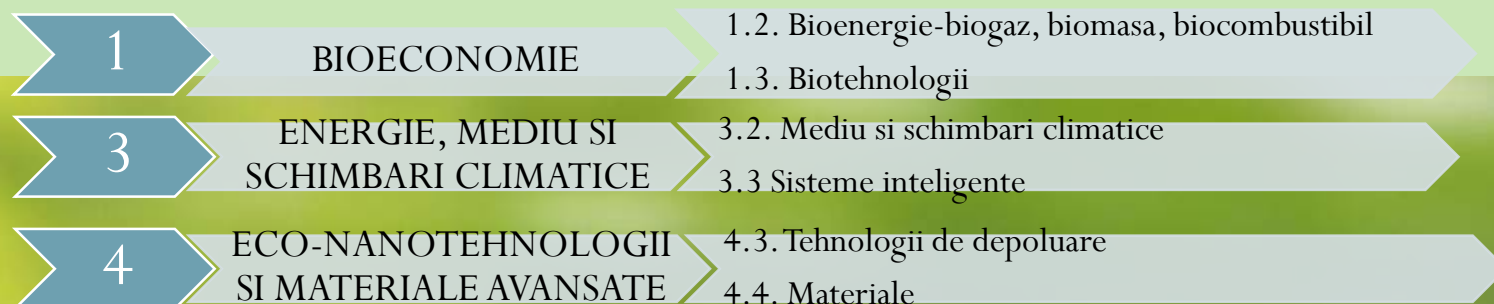 1
BIOECONOMIE
1.2. Bioenergie-biogaz, biomasa, biocombustibil
1.3. Biotehnologii
3
ENERGIE, MEDIU SI
SCHIMBARI CLIMATICE
3.2. Mediu si schimbari climatice
3.3 Sisteme inteligente
4
ECO-NANOTEHNOLOGII
SI MATERIALE AVANSATE
4.3. Tehnologii de depoluare
4.4. Materiale